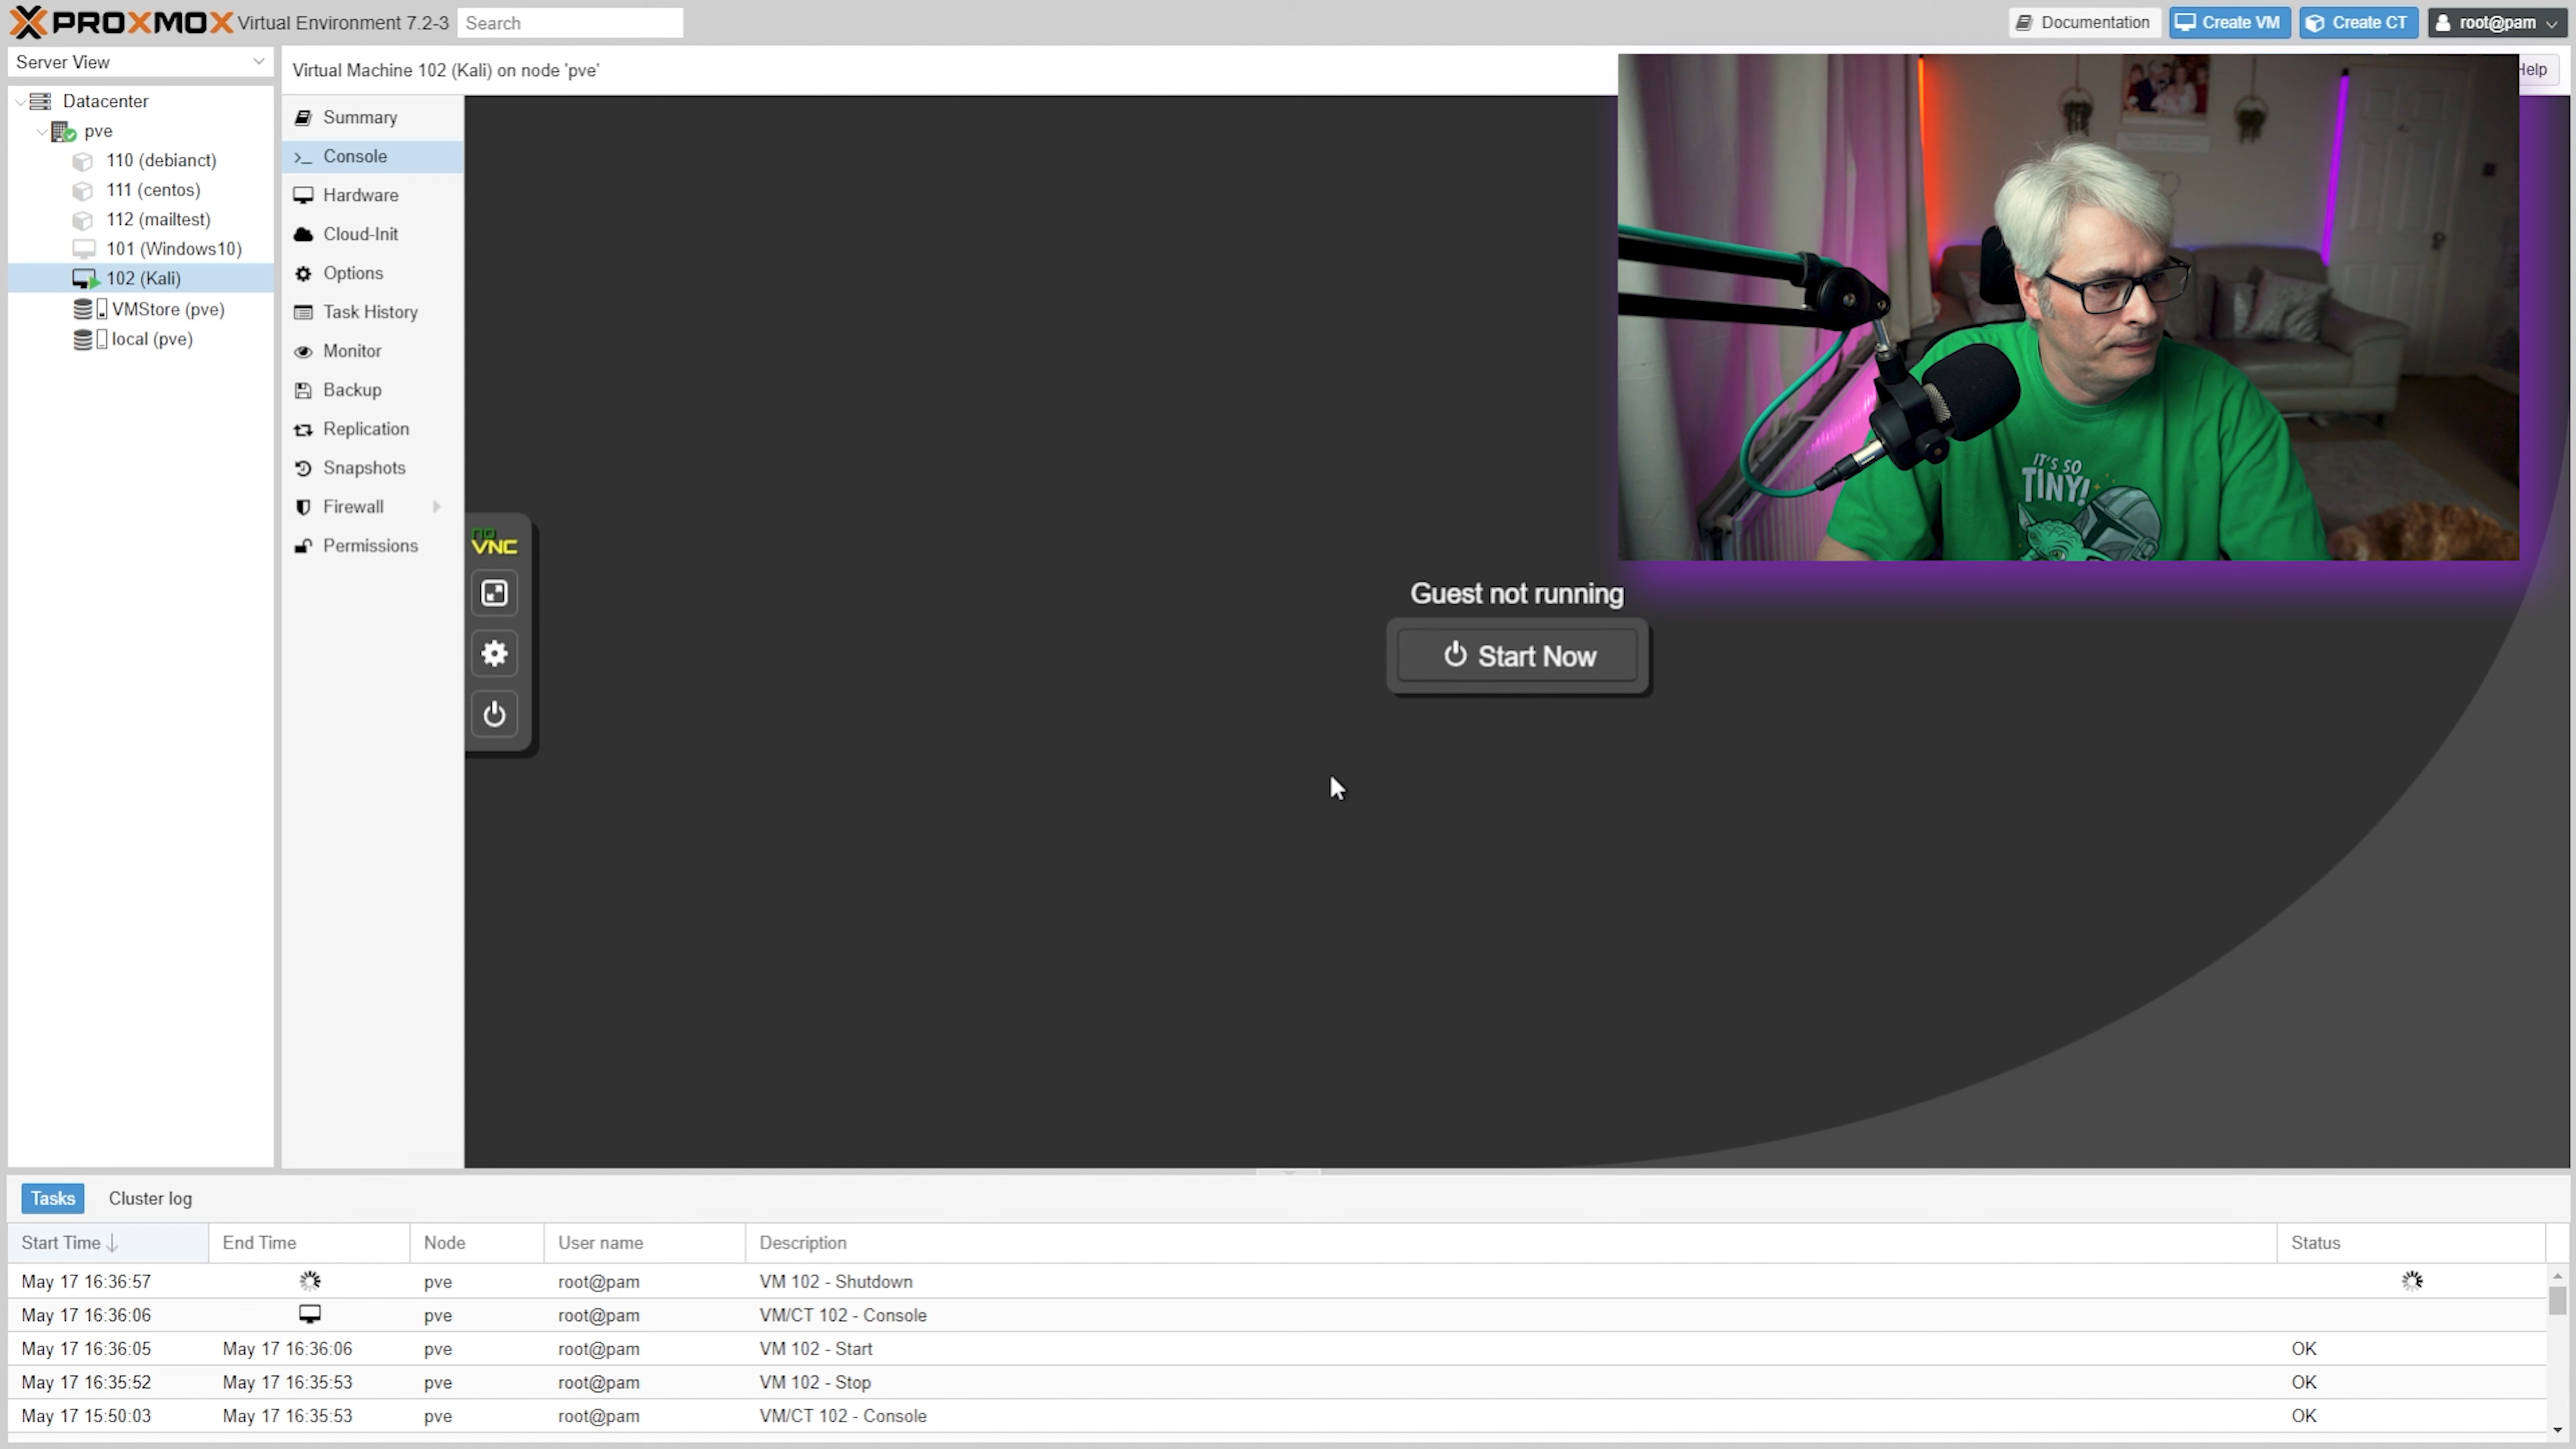 PROXMOX Virtual Environment 7.2-3 Search Documentation Create VM Create CT root@pam
Server View
Datacenter
pve
110 (debianct)
111 (centos)
112 (mailtest)
101 (Windows10)
102 (Kali)
VMStore (pve)
local (pve)
Virtual Machine 102 (Kali) on node 'pve'
Help
Summary
Console
Hardware
Cloud-Init
Options
Task History
Monitor
Backup
Replication
Snapshots
Firewall
Permissions
no
VNC
IT'S SO
TINY!
Guest not running
Start Now
Tasks Cluster log
Start Time End Time Node User name Description Status
May 17 16:36:57 pve root@pam VM 102 - Shutdown
May 17 16:36:06 pve root@pam VM/CT 102 - Console
May 17 16:36:05 May 17 16:36:06 pve root@pam VM 102 - Start OK
May 17 16:35:52 May 17 16:35:53 pve root@pam VM 102 - Stop OK
May 17 15:50:03 May 17 16:35:53 pve root@pam VM/CT 102 - Console OK